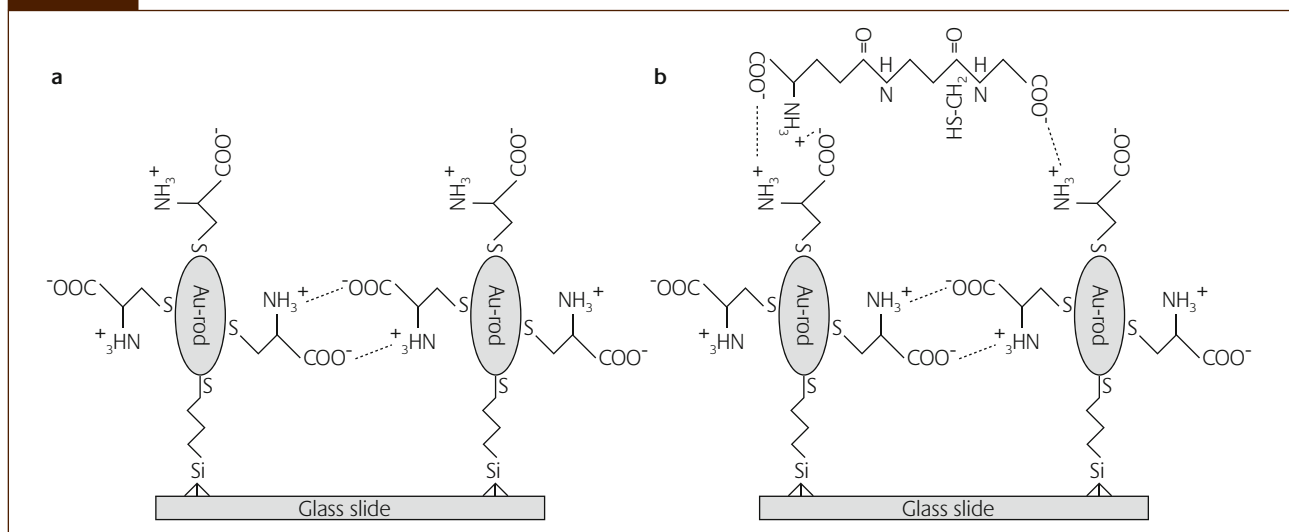 a
COO⁻
⁺NH₃
S
COO⁻
⁺NH₃
S
⁻OOC
S
⁺₃HN
Au-rod
S
NH₃⁺
COO⁻
⁻OOC
S
⁺₃HN
Au-rod
S
NH₃⁺
COO⁻
S
S
Si
Si
Glass slide
b
COO⁻
NH₃⁺
O
H
N
O
HS-CH₂
H
N
COO⁻
COO⁻
⁺NH₃
S
COO⁻
⁺NH₃
S
⁻OOC
S
⁺₃HN
Au-rod
S
NH₃⁺
COO⁻
⁻OOC
S
⁺₃HN
Au-rod
S
NH₃⁺
COO⁻
S
S
Si
Si
Glass slide